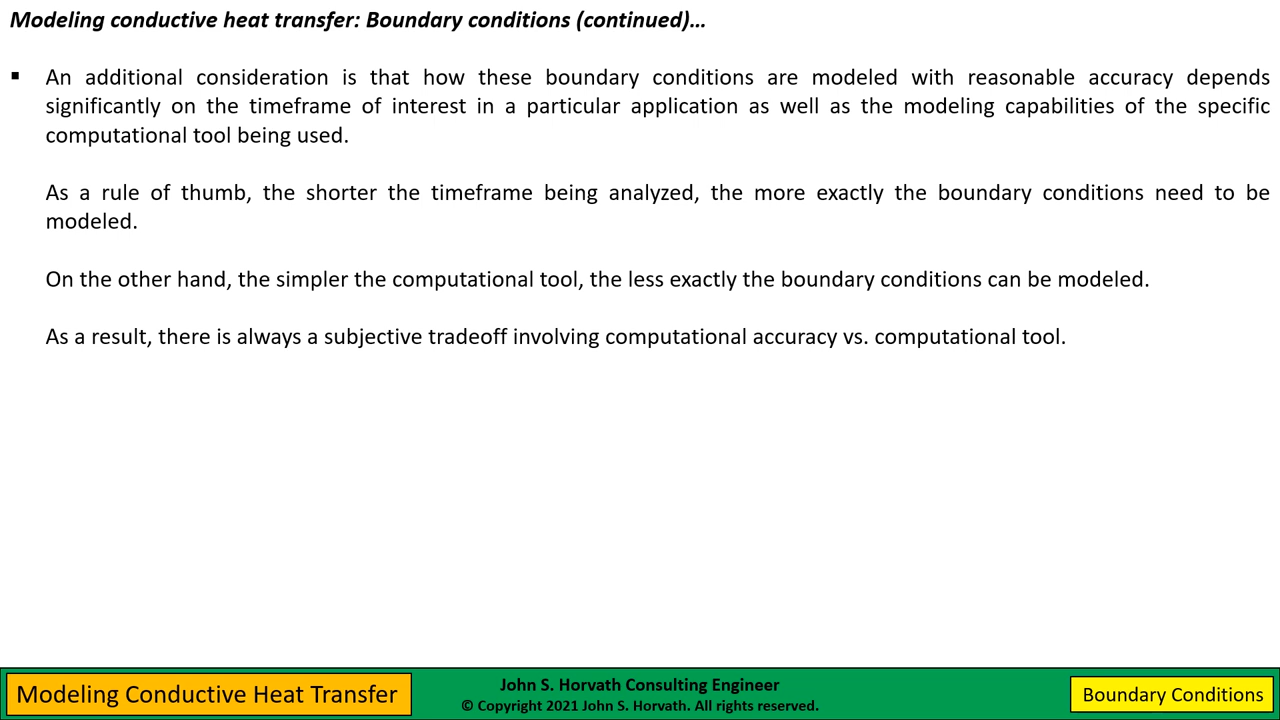 Modeling conductive heat transfer: Boundary conditions (continued)…
▪ An additional consideration is that how these boundary conditions are modeled with reasonable accuracy depends
significantly on the timeframe of interest in a particular application as well as the modeling capabilities of the specific
computational tool being used.
As a rule of thumb, the shorter the timeframe being analyzed, the more exactly the boundary conditions need to be
modeled.
On the other hand, the simpler the computational tool, the less exactly the boundary conditions can be modeled.
As a result, there is always a subjective tradeoff involving computational accuracy vs. computational tool.
Modeling Conductive Heat Transfer
John S. Horvath Consulting Engineer
© Copyright 2021 John S. Horvath. All rights reserved.
Boundary Conditions